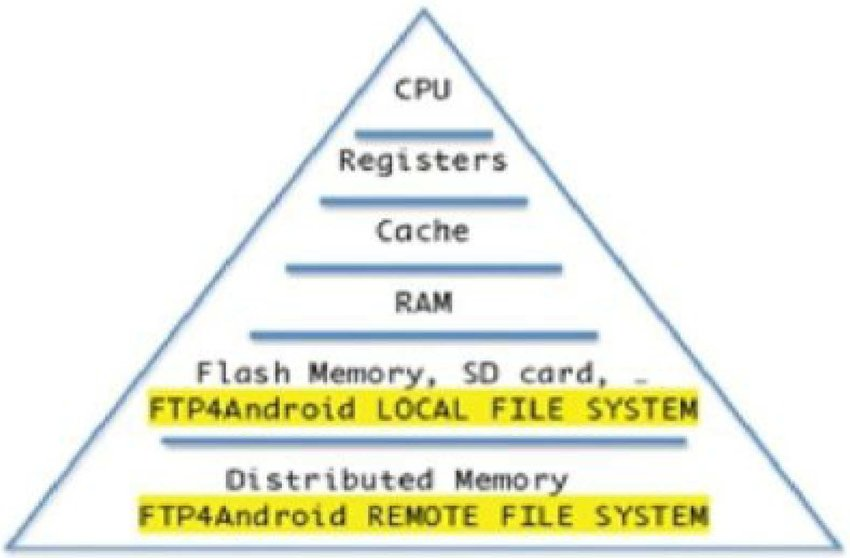 CPU
Registers
Cache
RAM
Flash Memory, SD card, …
FTP4Android LOCAL FILE SYSTEM
Distributed Memory
FTP4Android REMOTE FILE SYSTEM